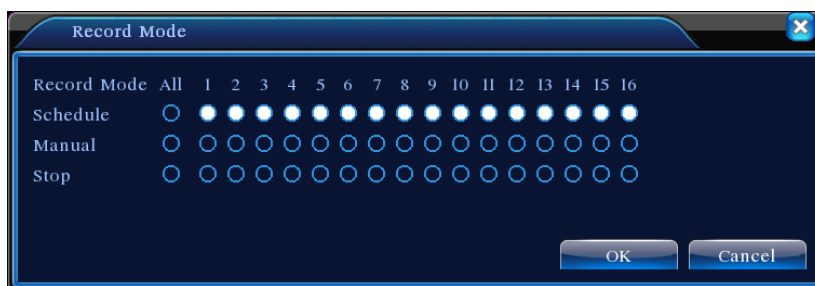 Record Mode
Record Mode All 1 2 3 4 5 6 7 8 9 10 11 12 13 14 15 16
Schedule
Manual
Stop
OK Cancel